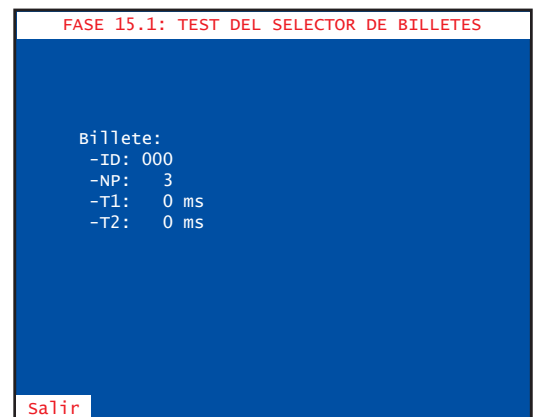 FASE 15.1: TEST DEL SELECTOR DE BILLETES
Billete:
-ID: 000
-NP: 3
-T1: 0 ms
-T2: 0 ms
Salir